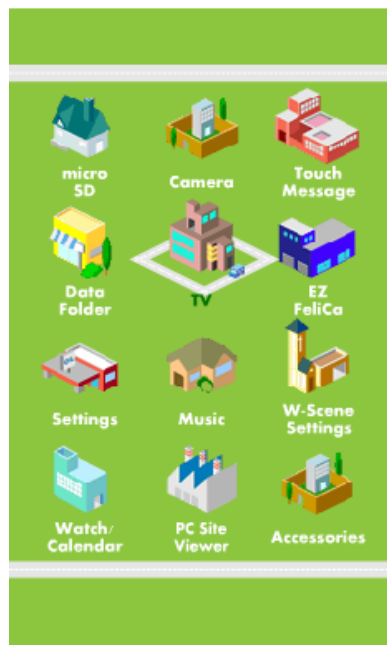 micro
SD
Camera
Touch
Message
Data
Folder
TV
EZ
FeliCa
Settings
Music
W-Scene
Settings
Watch/
Calendar
PC Site
Viewer
Accessories